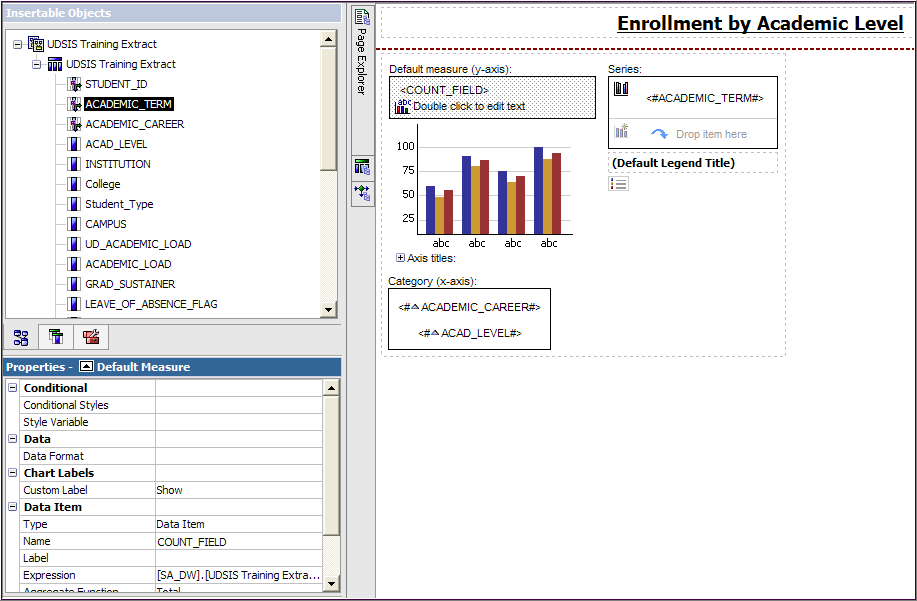 Insertable Objects
UDSIS Training Extract
UDSIS Training Extract
STUDENT_ID
ACADEMIC_TERM
ACADEMIC_CAREER
ACAD_LEVEL
INSTITUTION
College
Student_Type
CAMPUS
UD_ACADEMIC_LOAD
ACADEMIC_LOAD
GRAD_SUSTAINER
LEAVE_OF_ABSENCE_FLAG
Properties - Default Measure
Conditional
Conditional Styles
Style Variable
Data
Data Format
Chart Labels
Custom Label Show
Data Item
Type Data Item
Name COUNT_FIELD
Label
Expression [SA_DW].[UDSIS Training Extra...
Aggregate Function Total
Page Explorer
Enrollment by Academic Level
Default measure (y-axis):
<COUNT_FIELD>
abc
Double click to edit text
100
75
50
25
abc abc abc abc
Axis titles:
Category (x-axis):
<# ACADEMIC_CAREER#>
<# ACAD_LEVEL#>
Series:
<#ACADEMIC_TERM#>
Drop item here
(Default Legend Title)